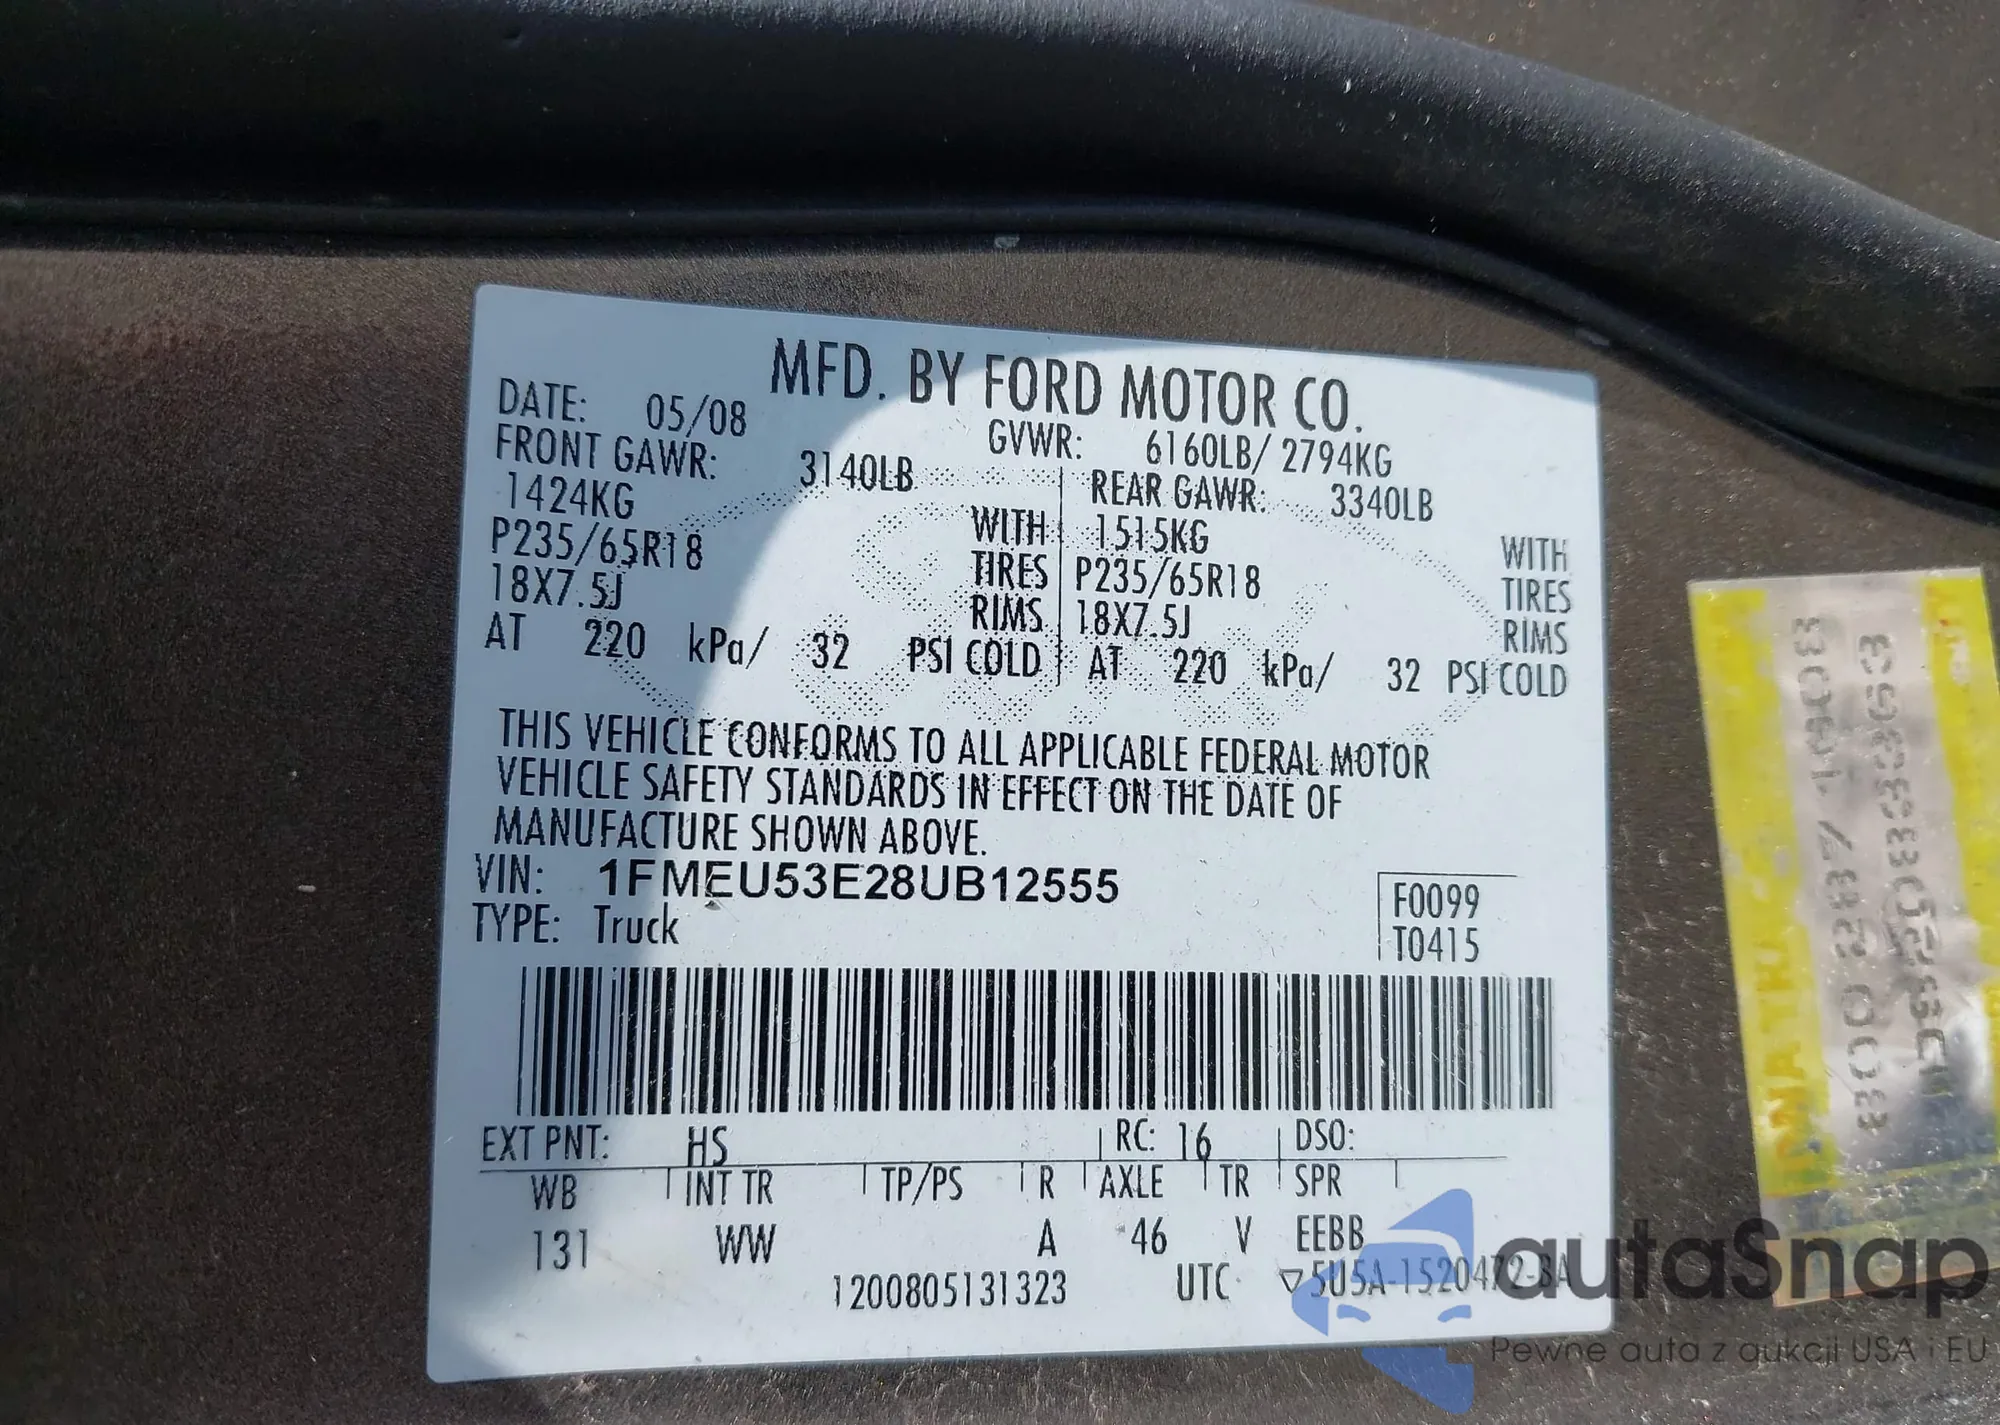 MFD. BY FORD MOTOR CO.
DATE: 05/08 GVWR: 6160LB/ 2794KG
FRONT GAWR: 3140LB REAR GAWR: 3340LB
1424KG WITH 1515KG WITH
P235/65R18 TIRES P235/65R18 TIRES
18X7.5J RIMS 18X7.5J RIMS
AT 220 kPa/ 32 PSI COLD AT 220 kPa/ 32 PSI COLD
THIS VEHICLE CONFORMS TO ALL APPLICABLE FEDERAL MOTOR
VEHICLE SAFETY STANDARDS IN EFFECT ON THE DATE OF
MANUFACTURE SHOWN ABOVE.
VIN: 1FMEU53E28UB12555
TYPE: Truck
F0099
T0415
EXT PNT: HS RC: 16 DSO:
WB INT TR TP/PS R AXLE TR SPR
131 WW A 46 V EEBB
1200805131323 UTC ▽5U5A-1520472-BA
autaSnap
Pewne auta z aukcji USA i EU